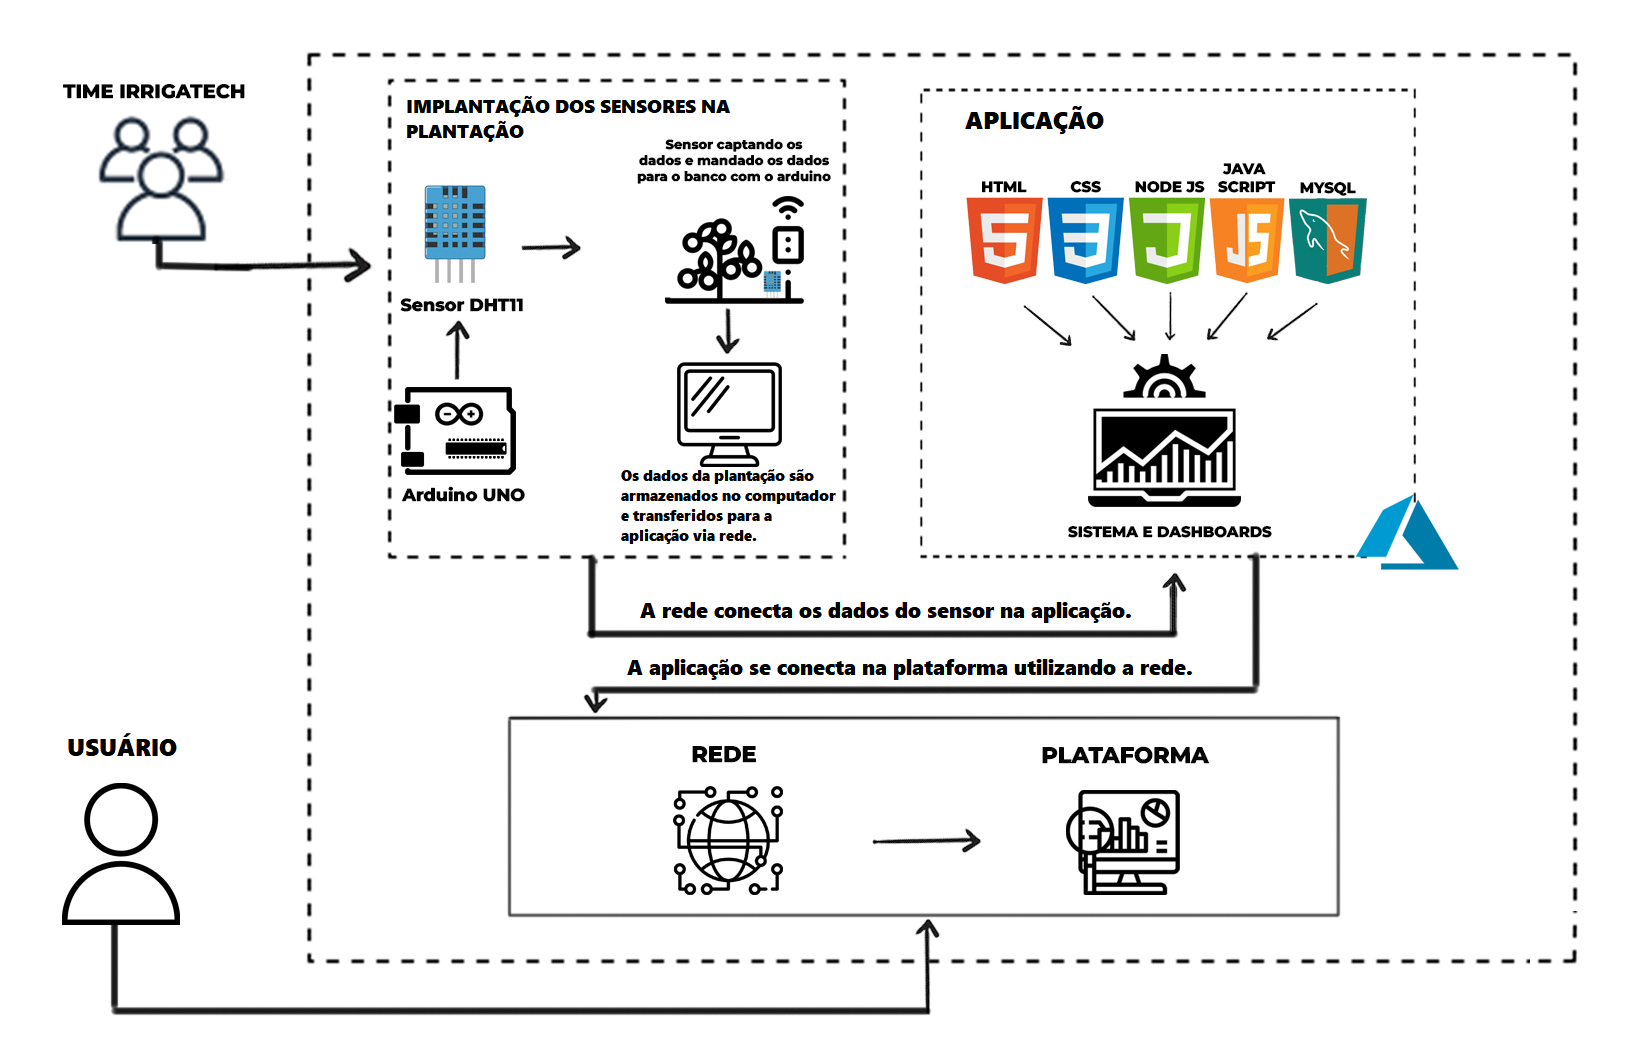 TIME IRRIGATECH
IMPLANTAÇÃO DOS SENSORES NA
PLANTAÇÃO
Sensor captando os
dados e mandado os dados
para o banco com o arduino
Sensor DHT11
Arduino UNO
Os dados da plantação são
armazenados no computador
e transferidos para a
aplicação via rede.
APLICAÇÃO
HTML
CSS
NODE JS
JAVA
SCRIPT
MYSQL
JS
SISTEMA E DASHBOARDS
A rede conecta os dados do sensor na aplicação.
A aplicação se conecta na plataforma utilizando a rede.
USUÁRIO
REDE
PLATAFORMA